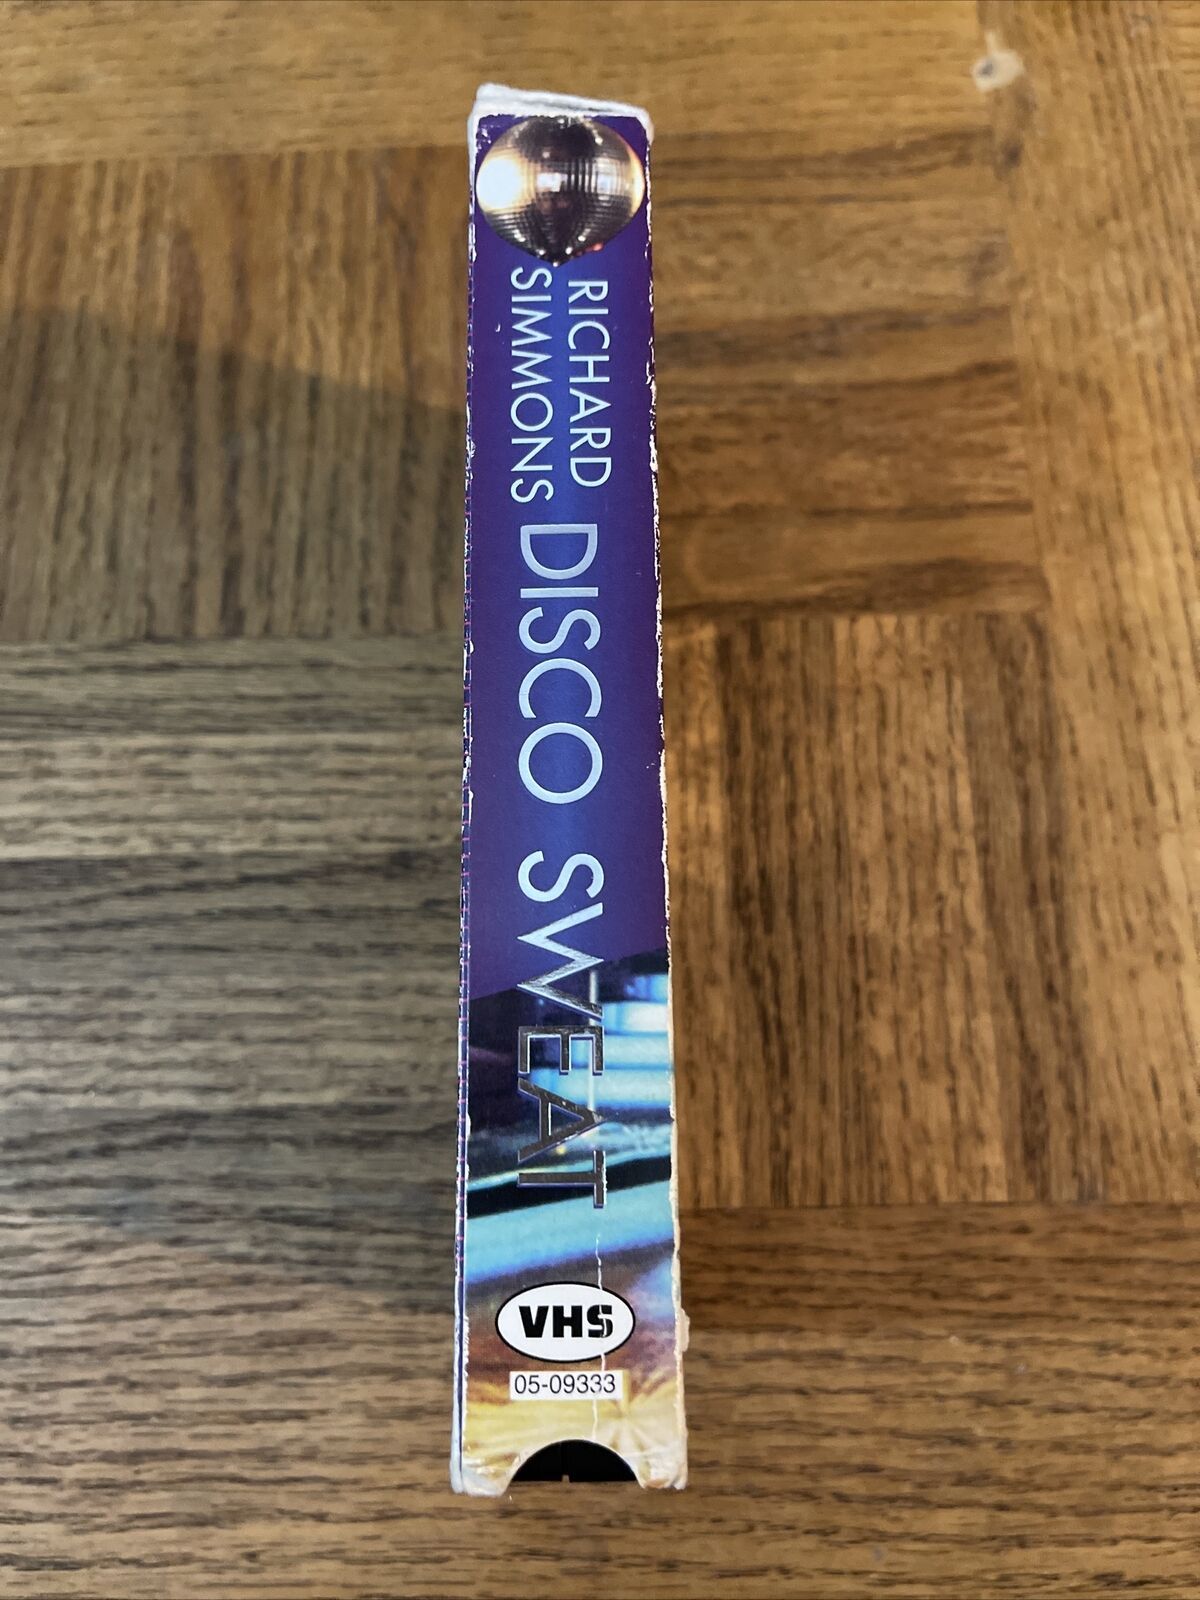 RICHARD
SIMMONS
DISCO SWEAT
VHS
05-09333